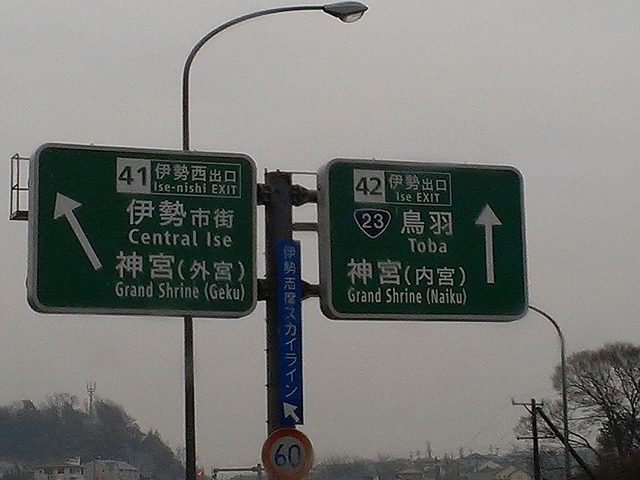 41 伊勢西出口
Ise-nishi EXIT
伊勢市街
Central Ise
神宮(外宮)
Grand Shrine (Geku)
42 伊勢出口
Ise EXIT
23 鳥羽
Toba
神宮(内宮)
Grand Shrine (Naiku)
伊勢志摩スカイライン
60